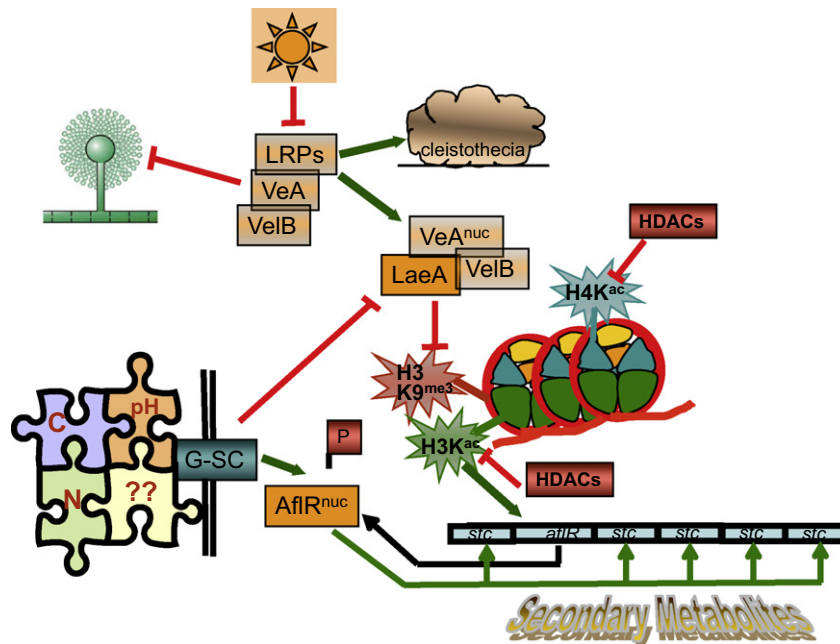 LRPs
cleistothecia
VeA
VelB
HDACs
VeAnuc
VelB
LaeA
H4Kac
H3
K9me3
C
pH
P
H3Kac
G-SC
HDACs
N
??
AflRnuc
stc aflR stc stc stc stc
Secondary Metabolites